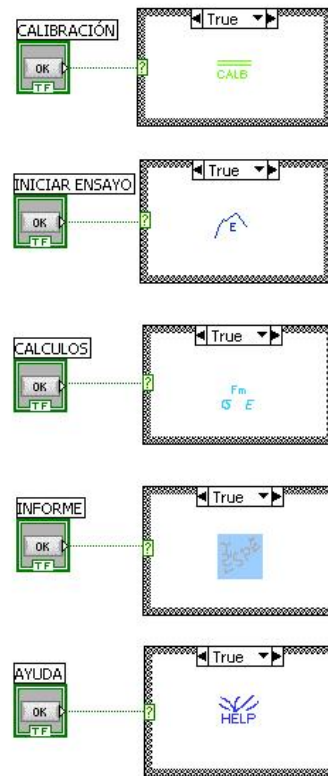 CALIBRACIÓN
True
OK
TF
?
CALB
INICIAR ENSAYO
True
OK
TF
?
E
CALCULOS
True
OK
TF
?
Fm
σ E
INFORME
True
OK
TF
?
ESPE
AYUDA
True
OK
TF
?
HELP